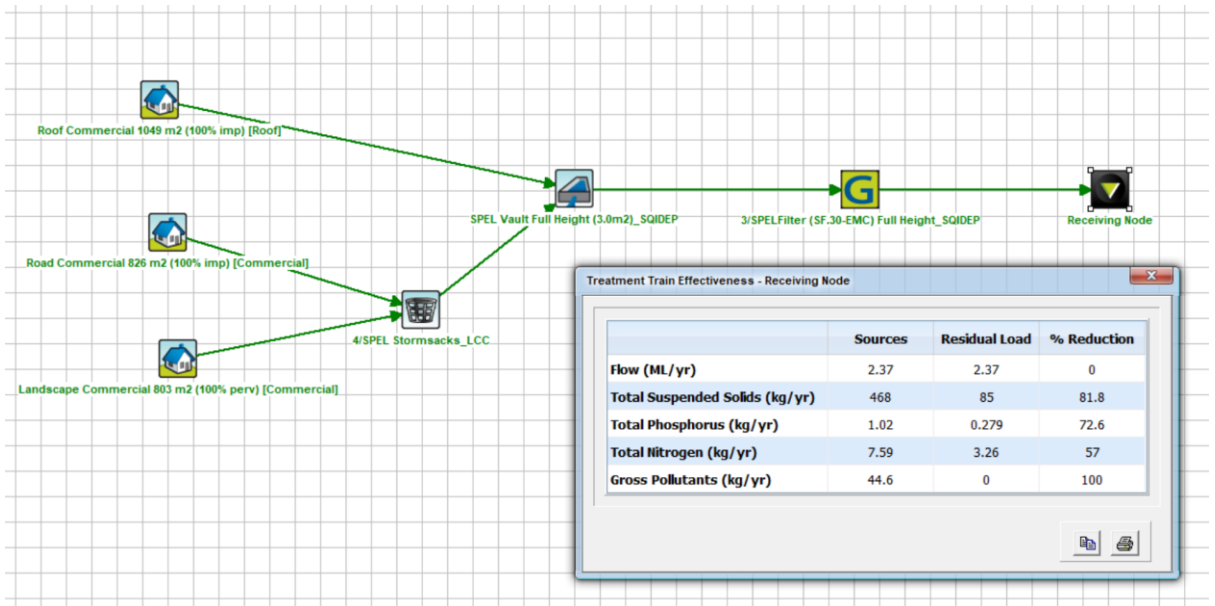 Roof Commercial 1049 m2 (100% imp) [Roof]
SPEL Vault Full Height (3.0m2)_SQIDEP
G
3/SPELFilter (SF.30-EMC) Full Height_SQIDEP
Receiving Node
Road Commercial 826 m2 (100% imp) [Commercial]
4/SPEL Stormsacks_LCC
Landscape Commercial 803 m2 (100% perv) [Commercial]
Treatment Train Effectiveness - Receiving Node
Sources Residual Load % Reduction
Flow (ML/yr) 2.37 2.37 0
Total Suspended Solids (kg/yr) 468 85 81.8
Total Phosphorus (kg/yr) 1.02 0.279 72.6
Total Nitrogen (kg/yr) 7.59 3.26 57
Gross Pollutants (kg/yr) 44.6 0 100